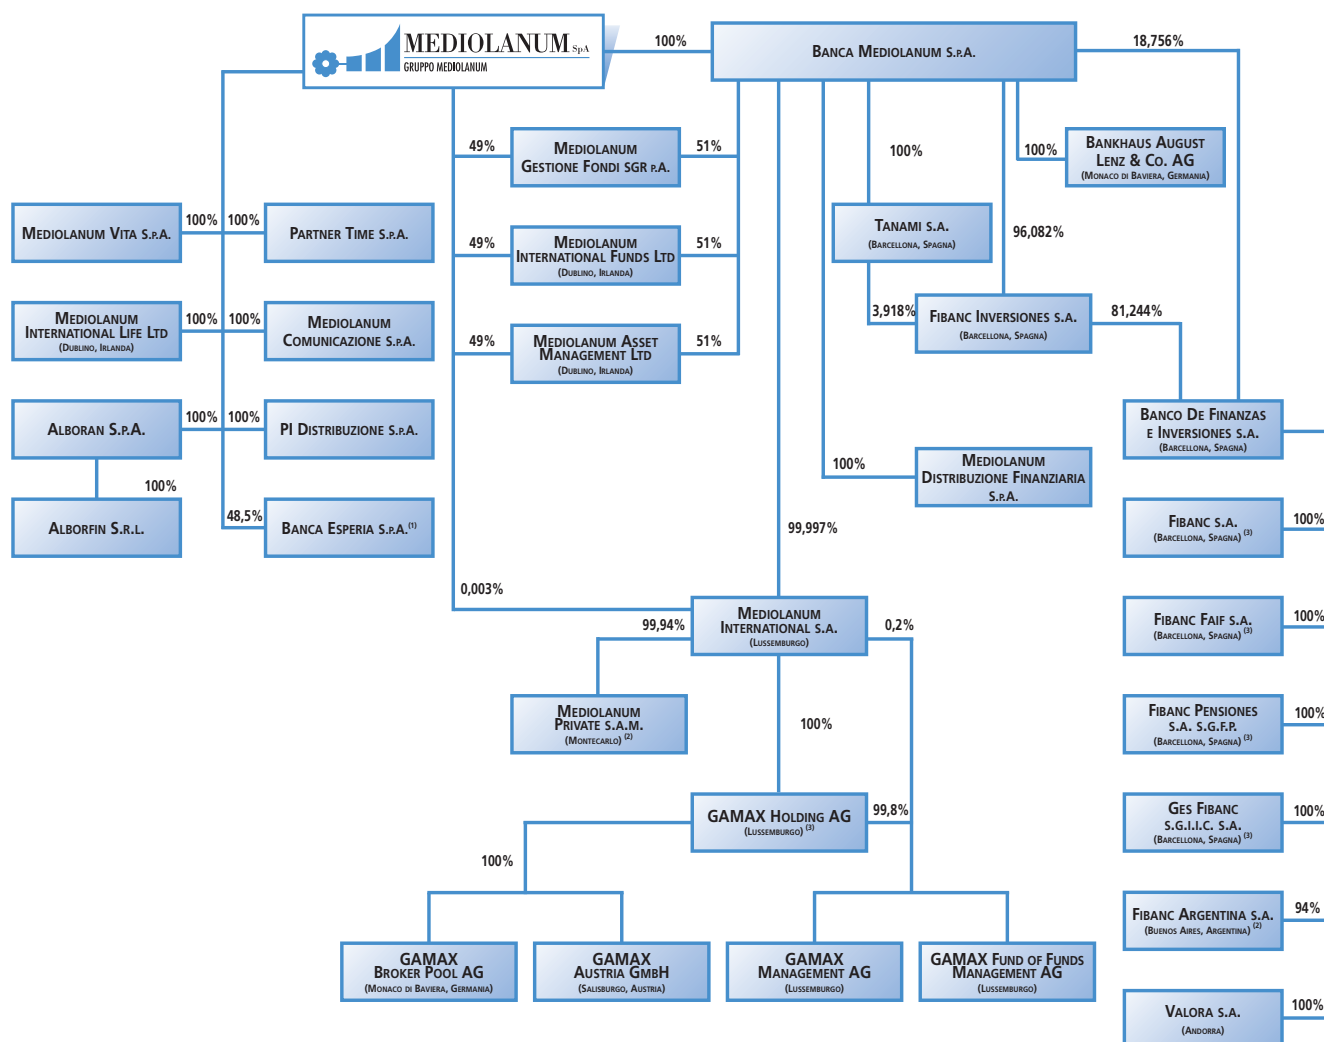 MEDIOLANUM SpA
GRUPPO MEDIOLANUM
100%
BANCA MEDIOLANUM S.P.A.
18,756%
49%
MEDIOLANUM
GESTIONE FONDI SGR P.A.
51%
100%
100%
BANKHAUS AUGUST
LENZ & CO. AG
(MONACO DI BAVIERA, GERMANIA)
MEDIOLANUM VITA S.P.A.
100%
100%
PARTNER TIME S.P.A.
49%
MEDIOLANUM
INTERNATIONAL FUNDS LTD
(DUBLINO, IRLANDA)
51%
TANAMI S.A.
(BARCELLONA, SPAGNA)
96,082%
MEDIOLANUM
INTERNATIONAL LIFE LTD
(DUBLINO, IRLANDA)
100%
100%
MEDIOLANUM
COMUNICAZIONE S.P.A.
49%
MEDIOLANUM ASSET
MANAGEMENT LTD
(DUBLINO, IRLANDA)
51%
3,918%
FIBANC INVERSIONES S.A.
(BARCELLONA, SPAGNA)
81,244%
ALBORAN S.P.A.
100%
100%
PI DISTRIBUZIONE S.P.A.
BANCO DE FINANZAS
E INVERSIONES S.A.
(BARCELLONA, SPAGNA)
100%
MEDIOLANUM
DISTRIBUZIONE FINANZIARIA
S.P.A.
100%
ALBORFIN S.R.L.
48,5%
BANCA ESPERIA S.P.A. (1)
99,997%
FIBANC S.A.
(BARCELLONA, SPAGNA) (3)
100%
0,003%
MEDIOLANUM
INTERNATIONAL S.A.
(LUSSEMBURGO)
99,94%
0,2%
FIBANC FAIF S.A.
(BARCELLONA, SPAGNA) (3)
100%
MEDIOLANUM
PRIVATE S.A.M.
(MONTECARLO) (2)
100%
FIBANC PENSIONES
S.A. S.G.F.P.
(BARCELLONA, SPAGNA) (3)
100%
GAMAX HOLDING AG
(LUSSEMBURGO) (3)
99,8%
GES FIBANC
S.G.I.I.C. S.A.
(BARCELLONA, SPAGNA) (3)
100%
100%
FIBANC ARGENTINA S.A.
(BUENOS AIRES, ARGENTINA) (2)
94%
GAMAX
BROKER POOL AG
(MONACO DI BAVIERA, GERMANIA)
GAMAX
AUSTRIA GMBH
(SALISBURGO, AUSTRIA)
GAMAX
MANAGEMENT AG
(LUSSEMBURGO)
GAMAX FUND OF FUNDS
MANAGEMENT AG
(LUSSEMBURGO)
VALORA S.A.
(ANDORRA)
100%